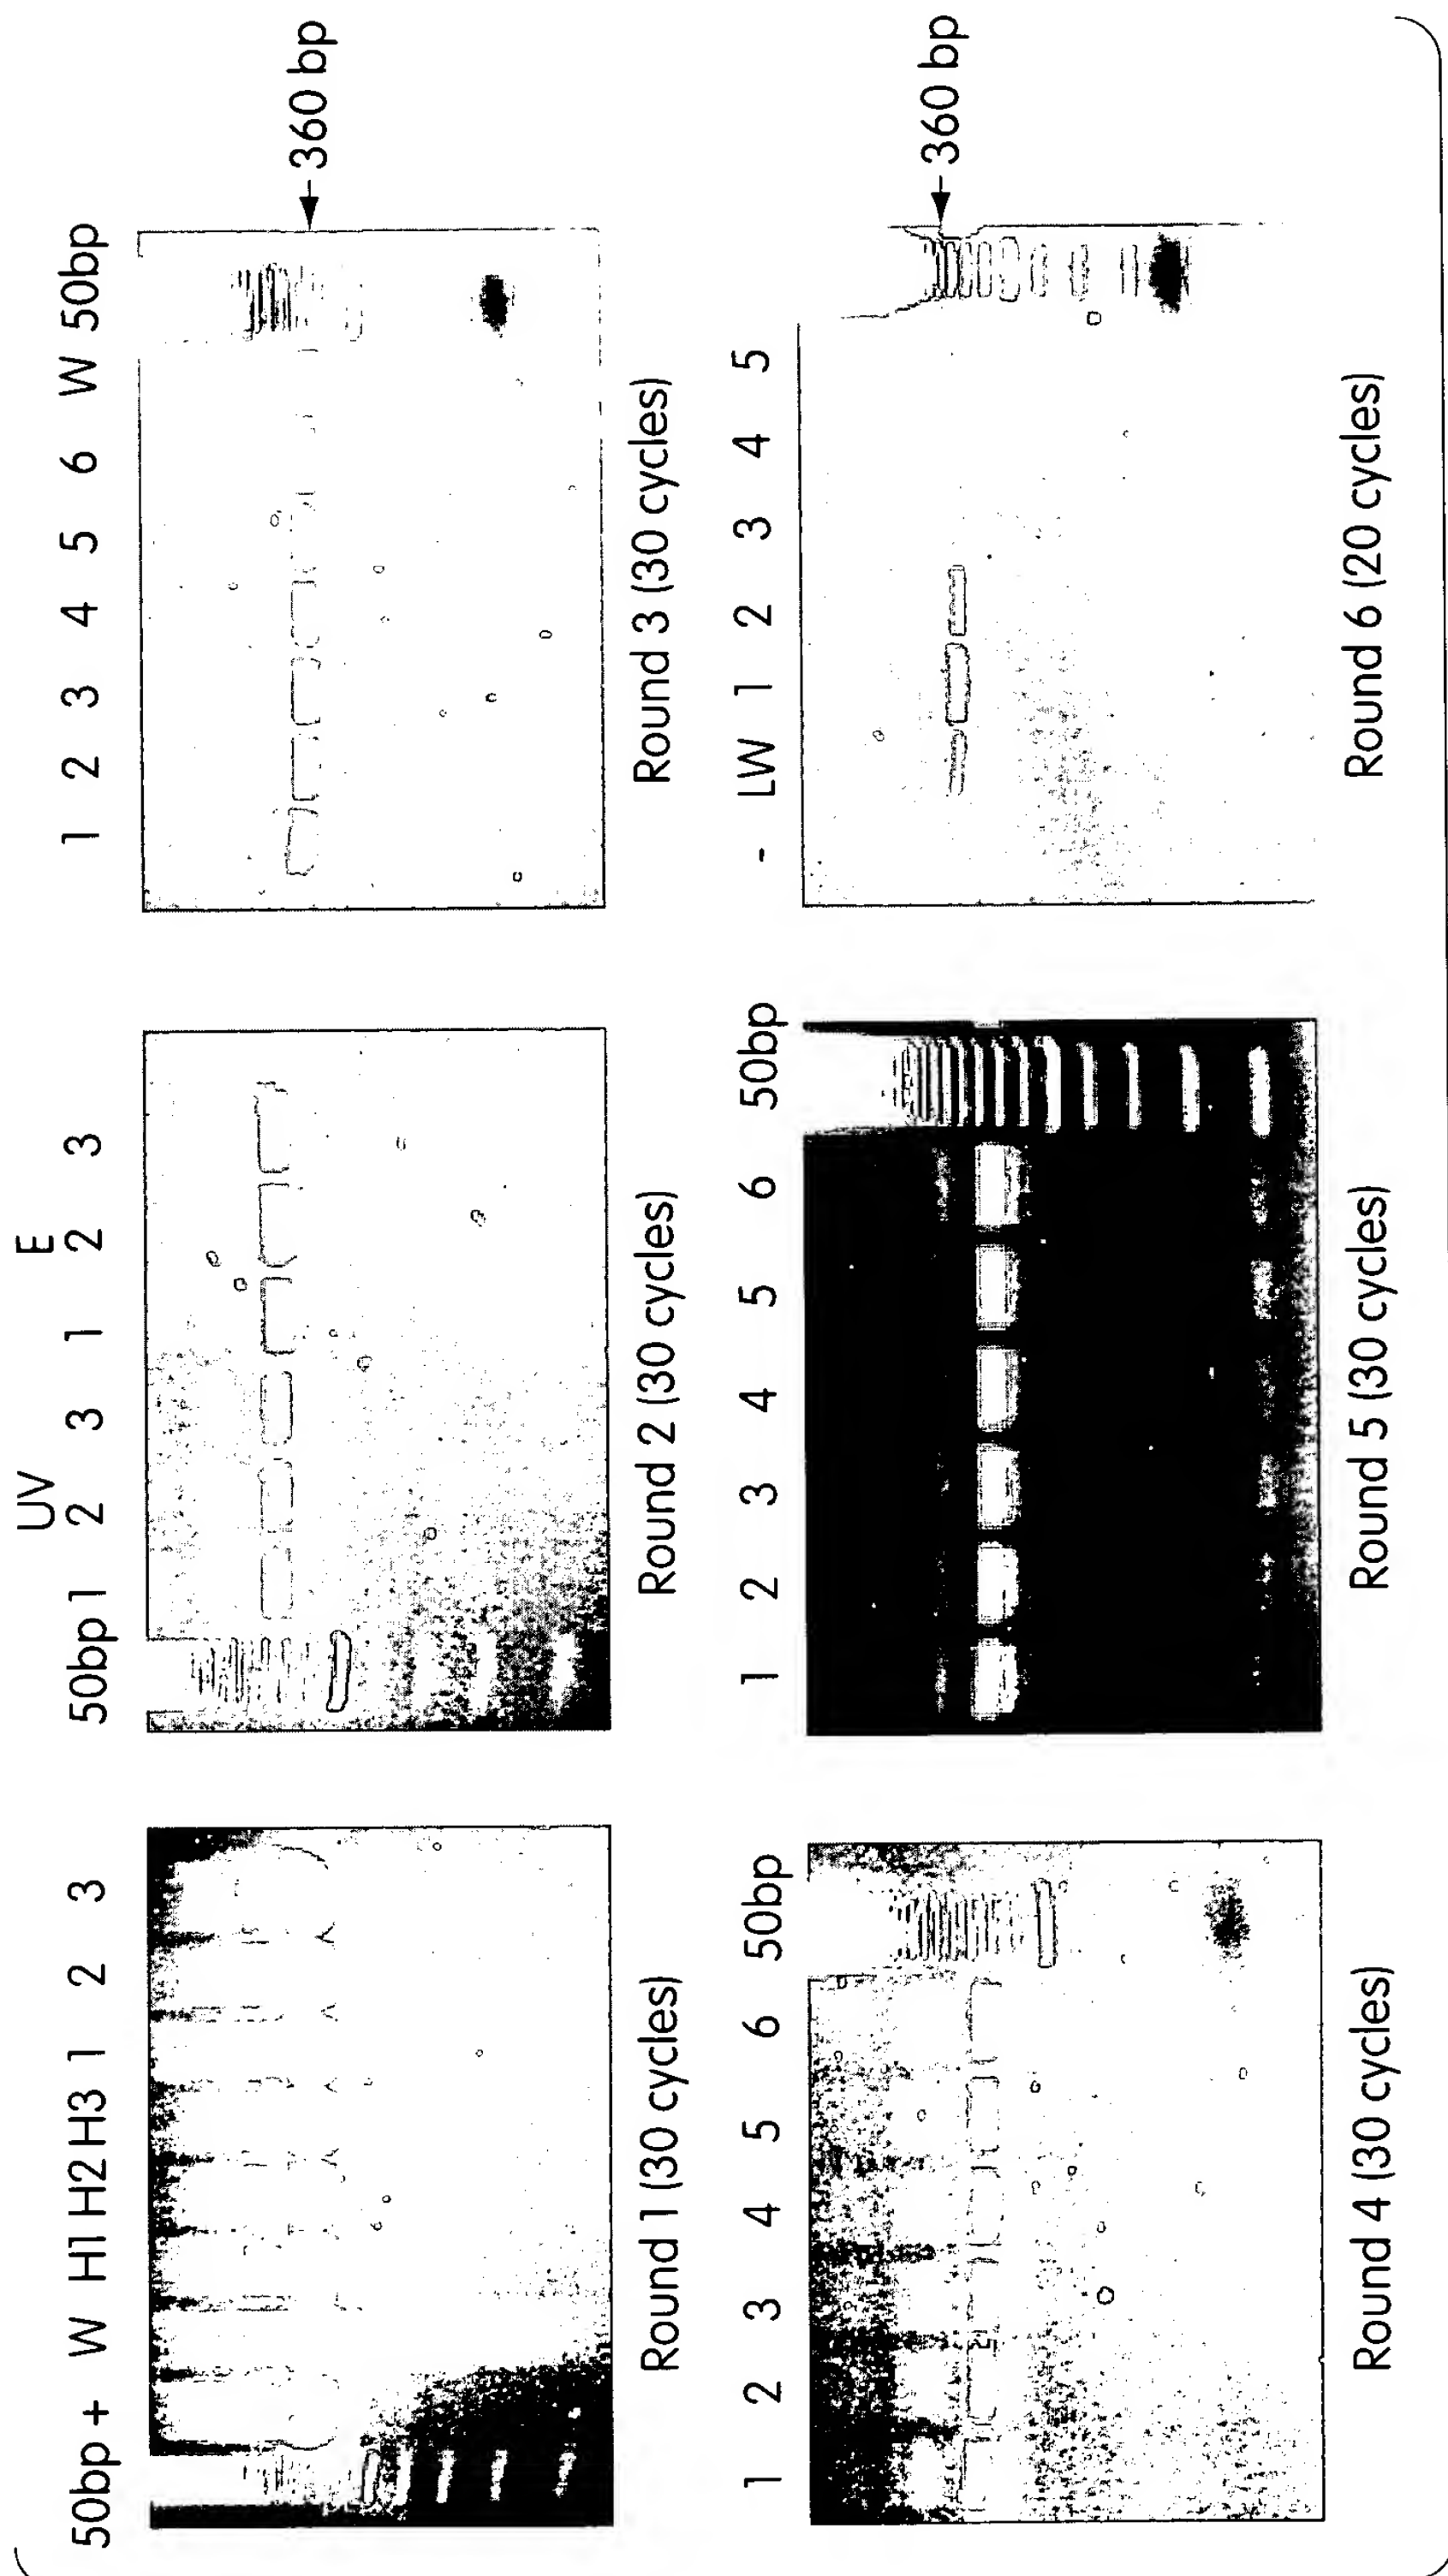 50bp + W H1 H2 H3 1 2 3
Round 1 (30 cycles)
UV E
50bp 1 2 3 1 2 3
Round 2 (30 cycles)
1 2 3 4 5 6 W 50bp
360 bp
Round 3 (30 cycles)
1 2 3 4 5 6 50bp
Round 4 (30 cycles)
1 2 3 4 5 6 50bp
Round 5 (30 cycles)
- LW 1 2 3 4 5
360 bp
Round 6 (20 cycles)